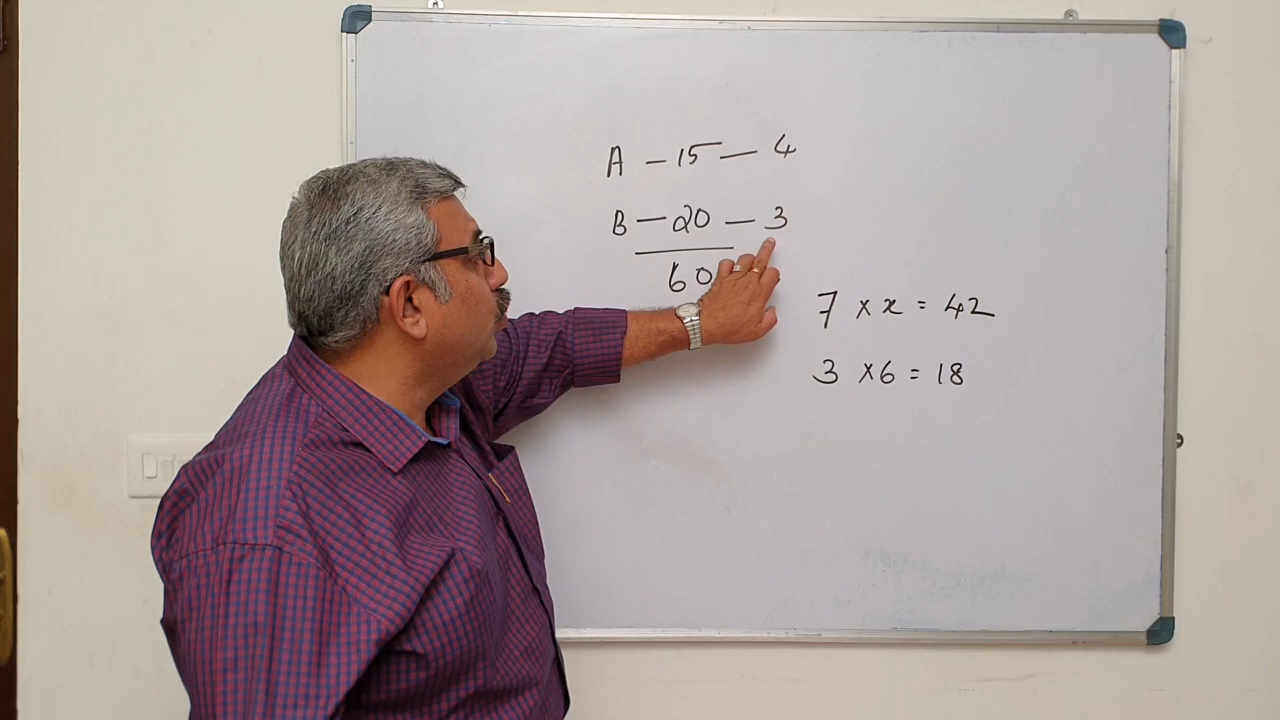 A - 15 - 4
B - 20 - 3
60
7 × x = 42
3 × 6 = 18